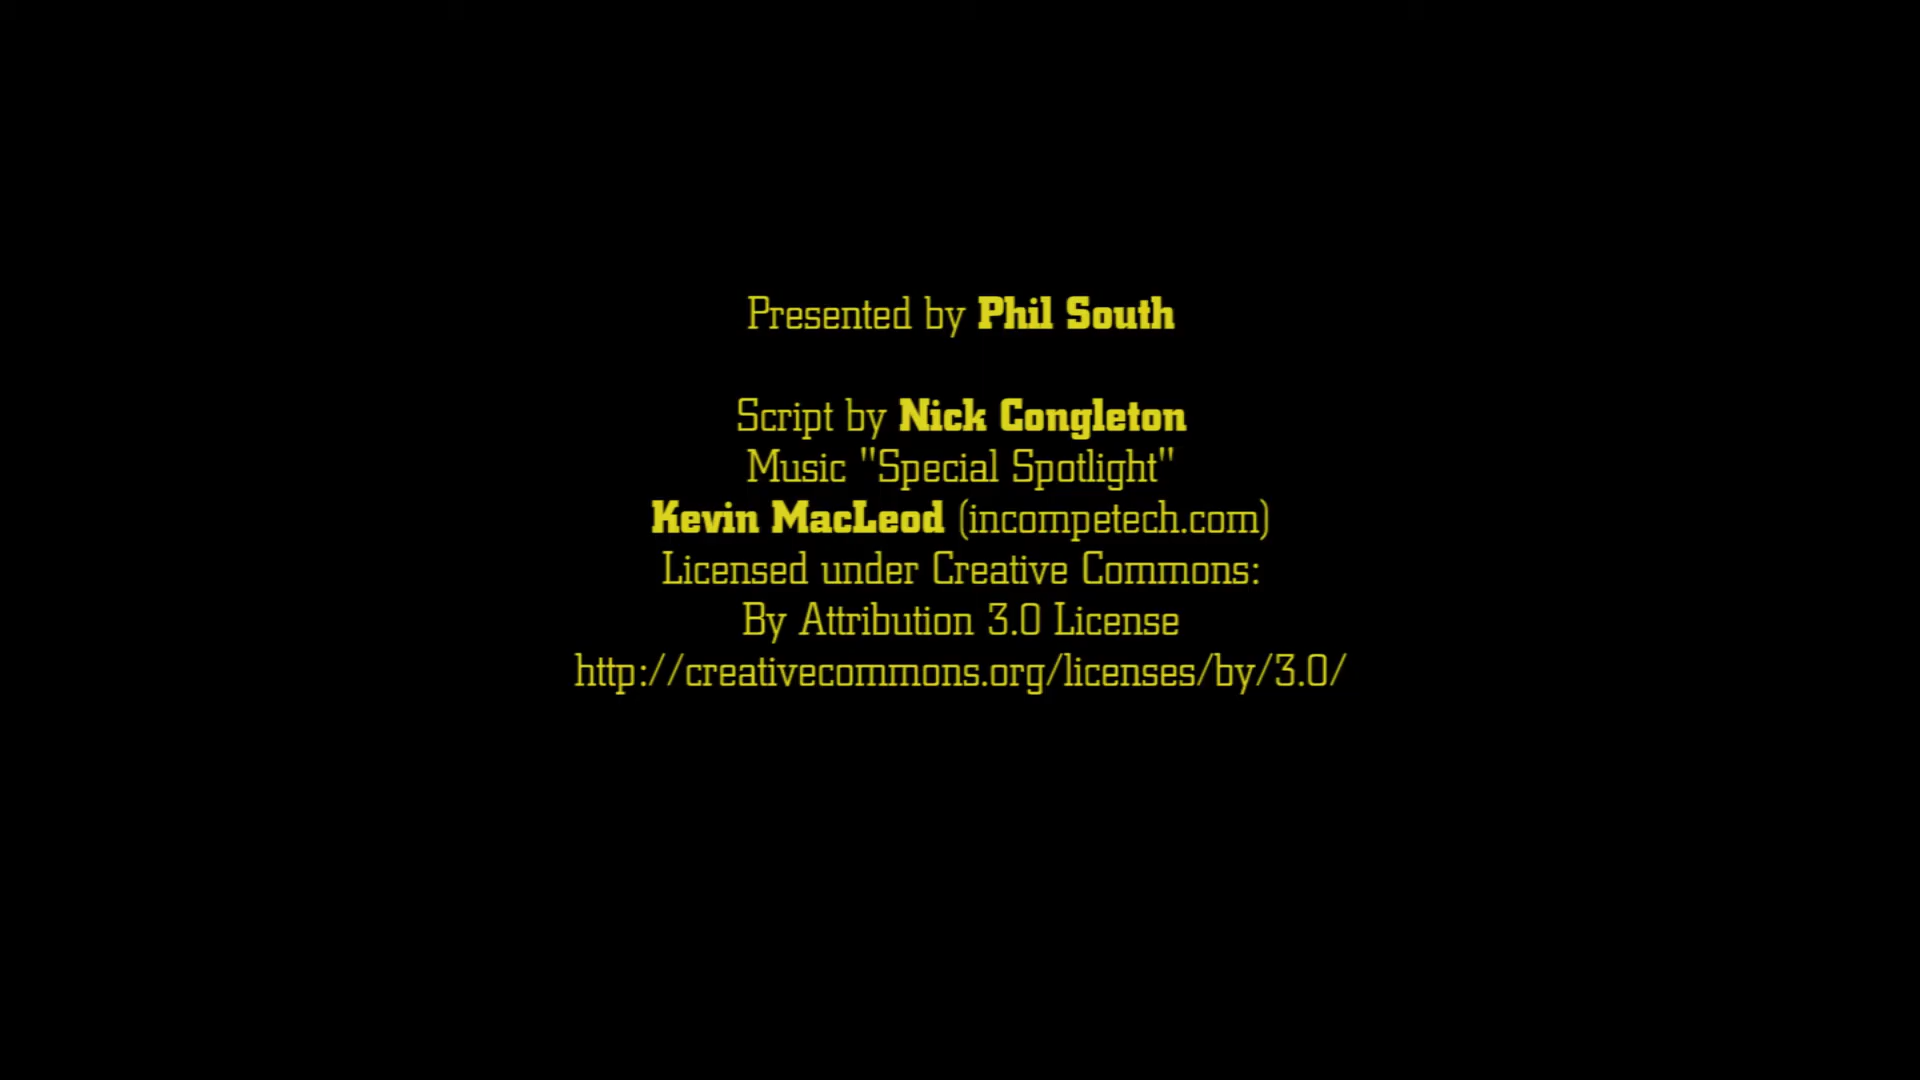 Presented by Phil South
Script by Nick Congleton
Music "Special Spotlight"
Kevin MacLeod (incompetech.com)
Licensed under Creative Commons:
By Attribution 3.0 License
http://creativecommons.org/licenses/by/3.0/